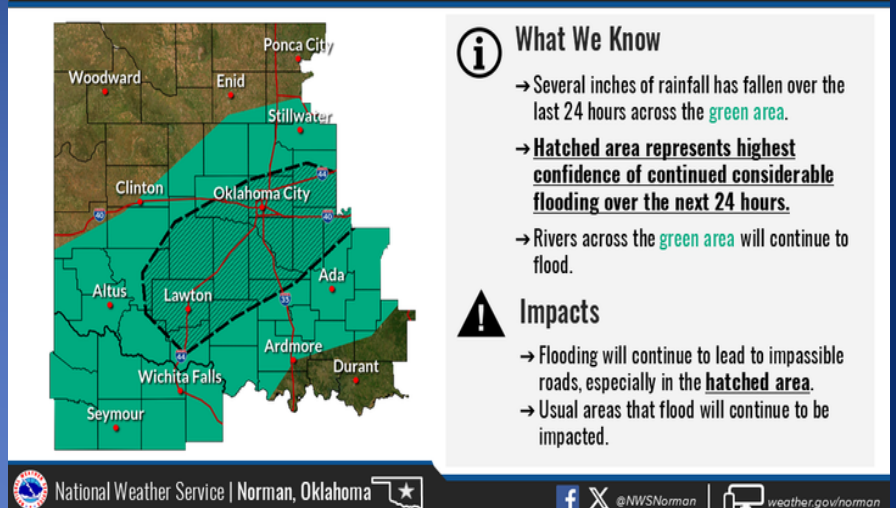 Ponca City
Woodward
Enid
Stillwater
44
Clinton
Oklahoma City
40
40
Ada
Altus
Lawton
35
Ardmore
44
Durant
Wichita Falls
Seymour
What We Know
→ Several inches of rainfall has fallen over the
last 24 hours across the green area.
→ Hatched area represents highest
confidence of continued considerable
flooding over the next 24 hours.
→ Rivers across the green area will continue to
flood.
!
Impacts
→ Flooding will continue to lead to impassible
roads, especially in the hatched area.
→ Usual areas that flood will continue to be
impacted.
National Weather Service | Norman, Oklahoma
@NWSNorman
weather.gov/norman